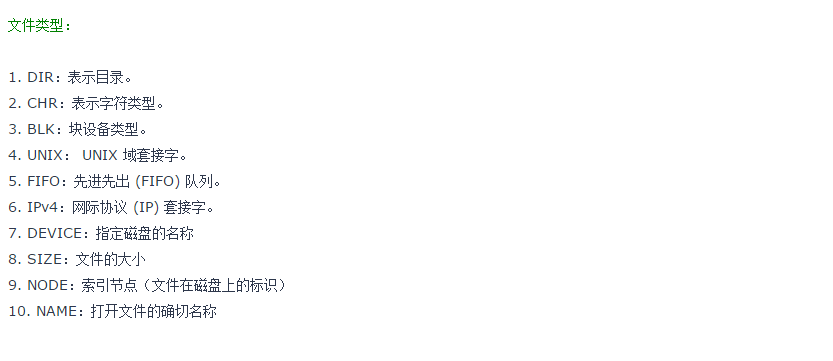 文件类型：
1. DIR：表示目录。
2. CHR：表示字符类型。
3. BLK：块设备类型。
4. UNIX： UNIX 域套接字。
5. FIFO：先进先出 (FIFO) 队列。
6. IPv4：网际协议 (IP) 套接字。
7. DEVICE：指定磁盘的名称
8. SIZE：文件的大小
9. NODE：索引节点（文件在磁盘上的标识）
10. NAME：打开文件的确切名称